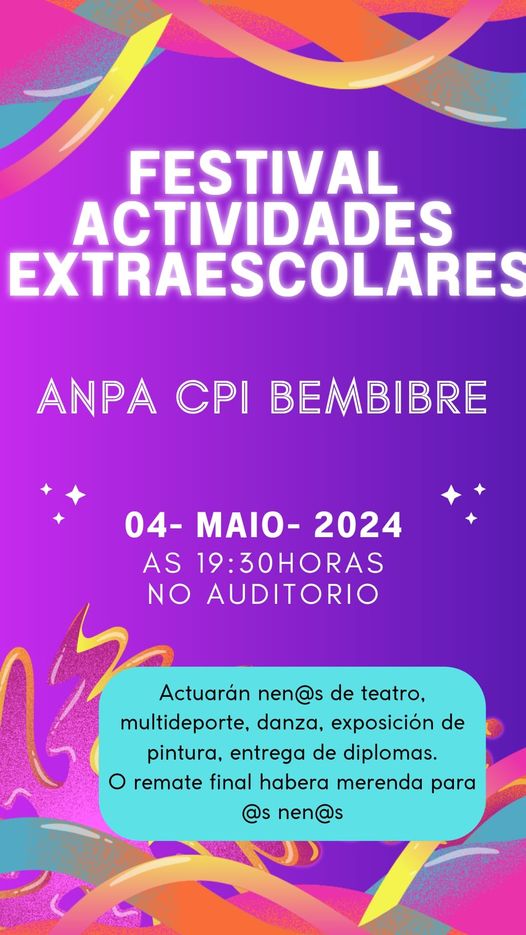 FESTIVAL
ACTIVIDADES
EXTRAESCOLARES
ANPA CPI BEMBIBRE
04- MAIO- 2024
AS 19:30HORAS
NO AUDITORIO
Actuarán nen@s de teatro,
multideporte, danza, exposición de
pintura, entrega de diplomas.
O remate final habera merenda para
@s nen@s